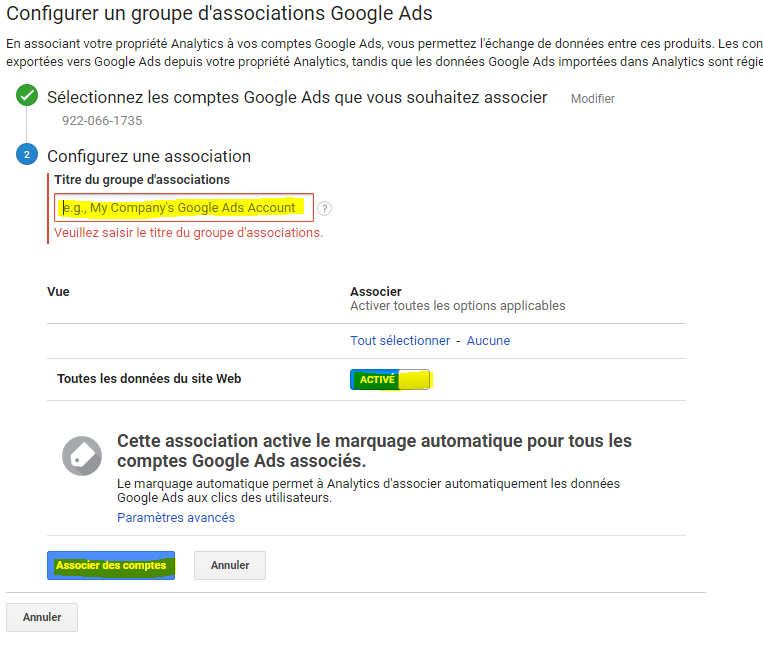 Configurer un groupe d'associations Google Ads
En associant votre propriété Analytics à vos comptes Google Ads, vous permettez l'échange de données entre ces produits. Les con
exportées vers Google Ads depuis votre propriété Analytics, tandis que les données Google Ads importées dans Analytics sont régie
Sélectionnez les comptes Google Ads que vous souhaitez associer Modifier
922-066-1735
2 Configurez une association
Titre du groupe d'associations
e.g., My Company's Google Ads Account ?
Veuillez saisir le titre du groupe d'associations.
Vue Associer
Activer toutes les options applicables
Tout sélectionner - Aucune
Toutes les données du site Web ACTIVÉ
Cette association active le marquage automatique pour tous les
comptes Google Ads associés.
Le marquage automatique permet à Analytics d'associer automatiquement les données
Google Ads aux clics des utilisateurs.
Paramètres avancés
Associer des comptes Annuler
Annuler